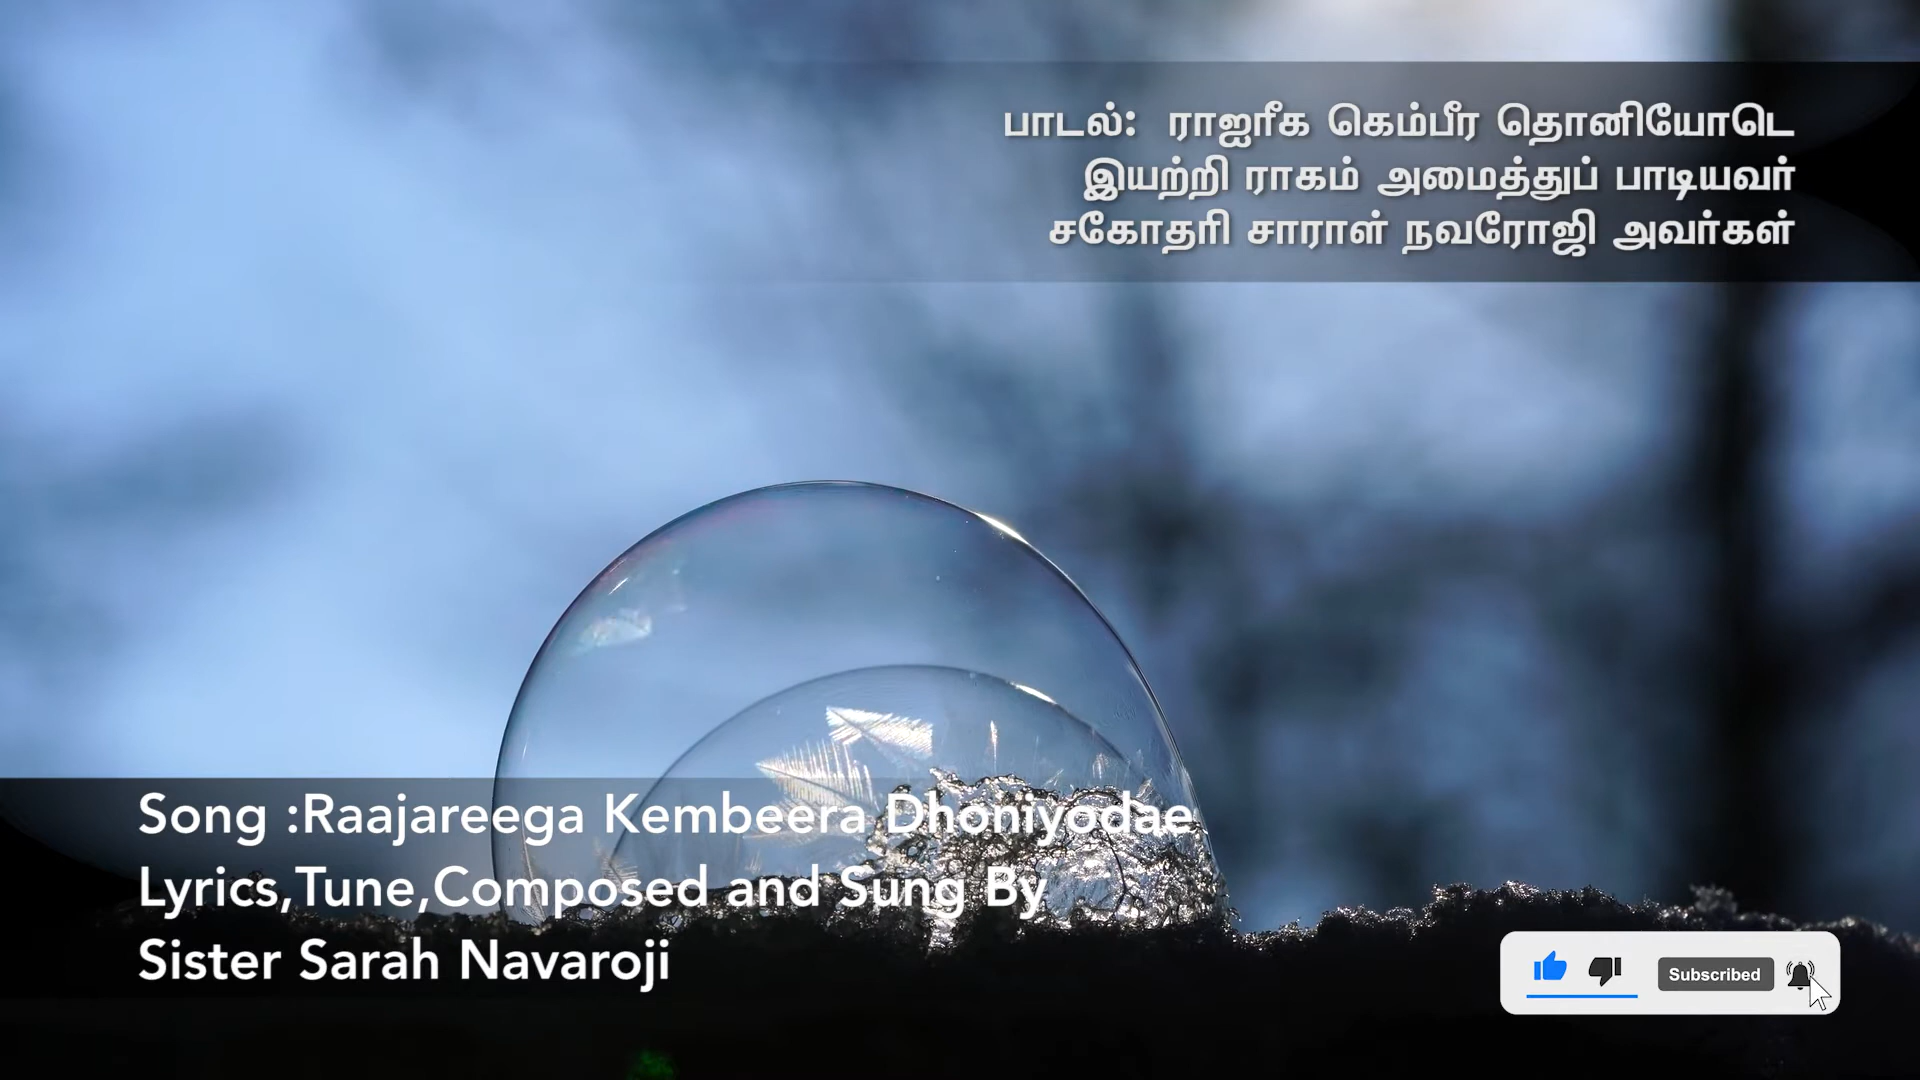 பாடல்: ராஜரீக கெம்பீர தொனியோடெ
இயற்றி ராகம் அமைத்துப் பாடியவர்
சகோதரி சாராள் நவரோஜி அவர்கள்
Song :Raajareega Kembeera Dhoniyodae
Lyrics,Tune,Composed and Sung By
Sister Sarah Navaroji
Subscribed